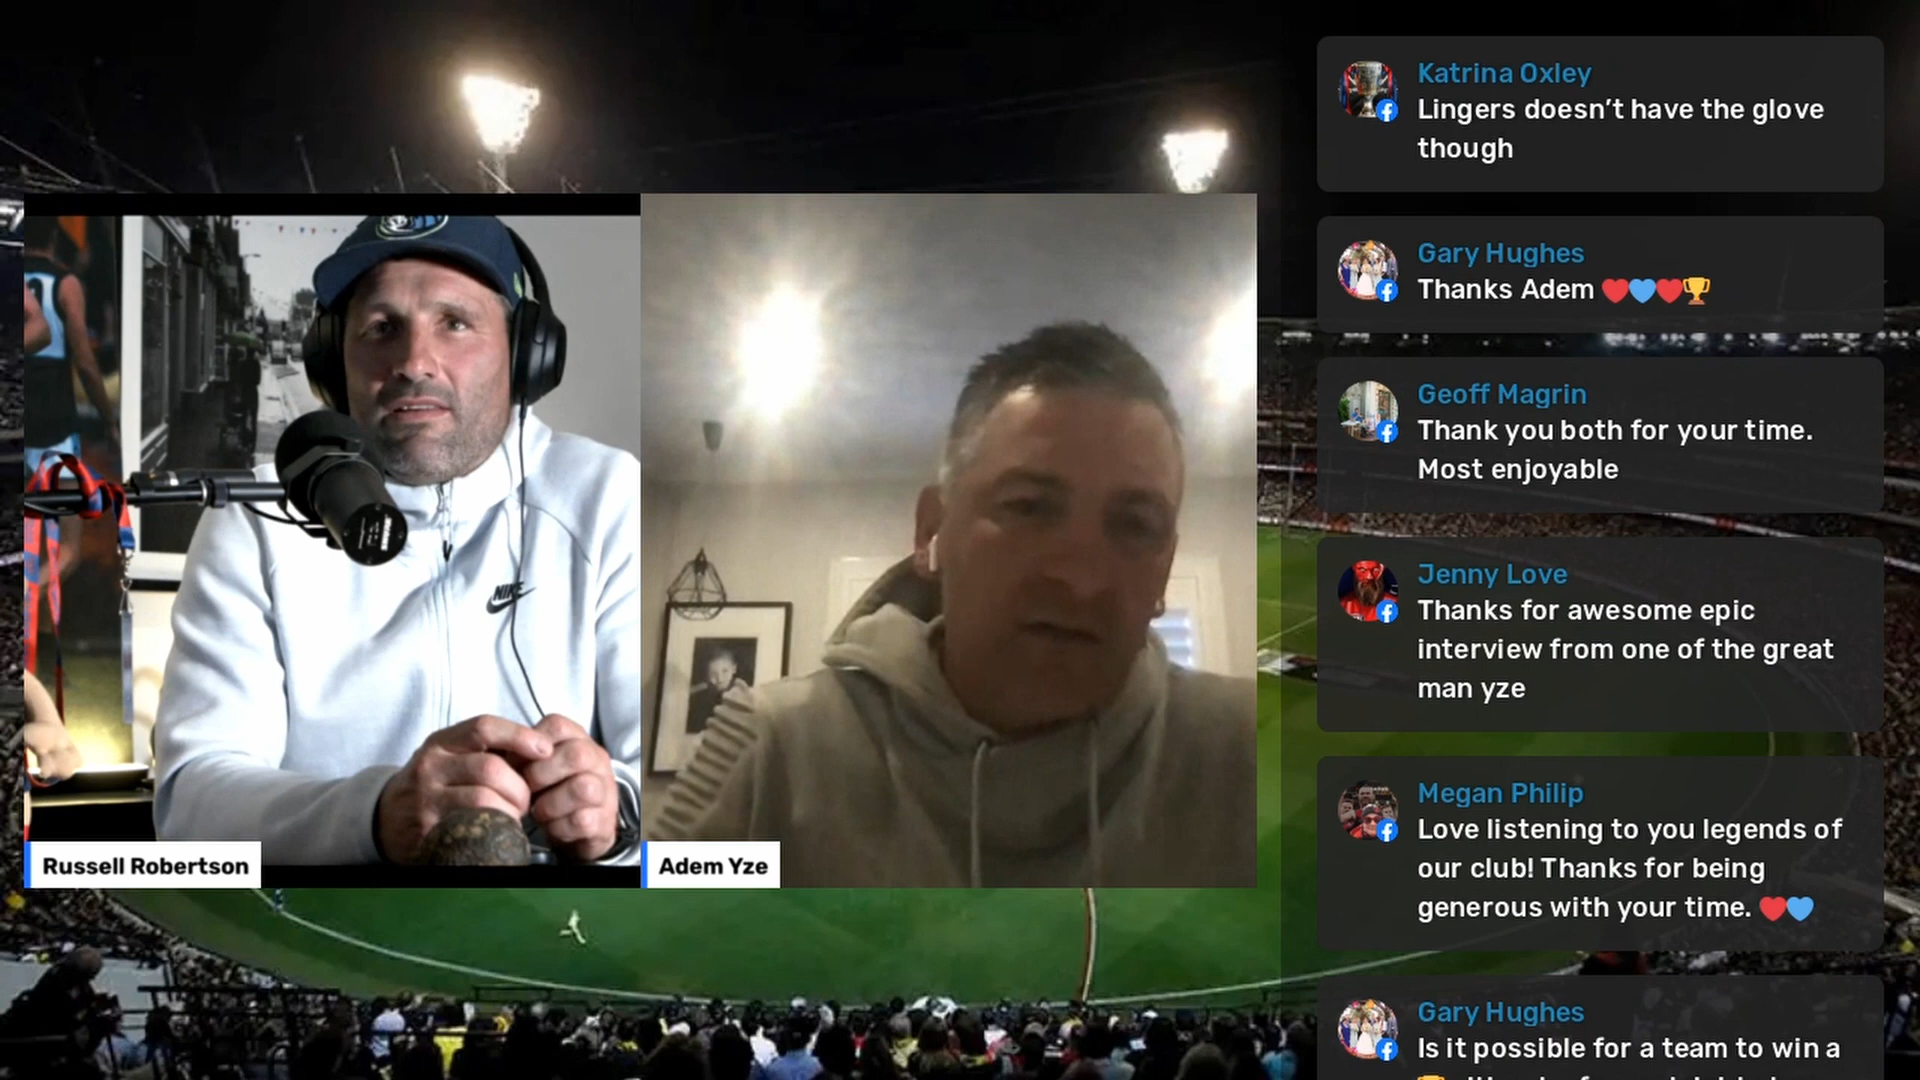 Katrina Oxley
Lingers doesn't have the glove
though
Gary Hughes
Thanks Adem ❤️💙❤️🏆
Geoff Magrin
Thank you both for your time.
Most enjoyable
Jenny Love
Thanks for awesome epic
interview from one of the great
man yze
Megan Philip
Love listening to you legends of
our club! Thanks for being
generous with your time. ❤️💙
Gary Hughes
Is it possible for a team to win a
NIKE
Russell Robertson
Adem Yze